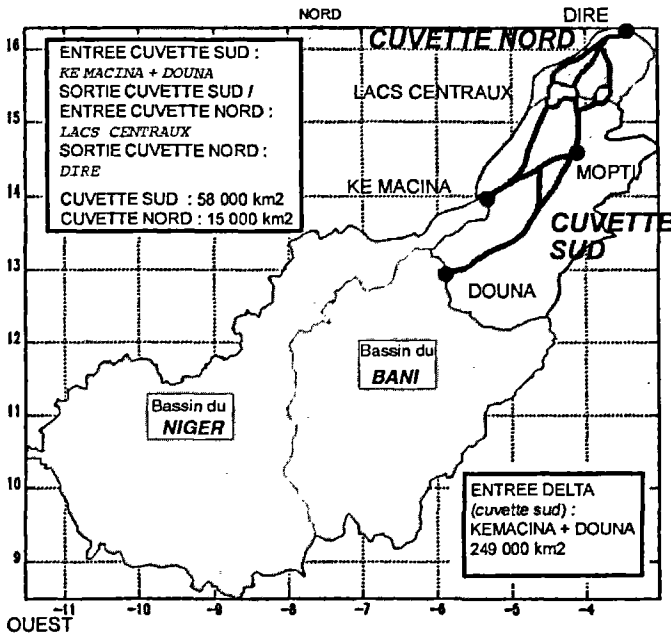 NORD
DIRE
16
CUVETTE NORD
ENTREE CUVETTE SUD :
KE MACINA + DOUNA
SORTIE CUVETTE SUD /
ENTREE CUVETTE NORD :
LACS CENTRAUX
SORTIE CUVETTE NORD :
DIRE
CUVETTE SUD : 58 000 km2
CUVETTE NORD : 15 000 km2
LACS CENTRAUX
15
MOPTI
KE MACINA
14
CUVETTE
SUD
13
DOUNA
12
Bassin du
BANI
11
Bassin du
NIGER
10
ENTREE DELTA
(cuvette sud) :
KEMACINA + DOUNA
249 000 km2
9
-11 -10 -9 -8 -7 -6 -5 -4
OUEST